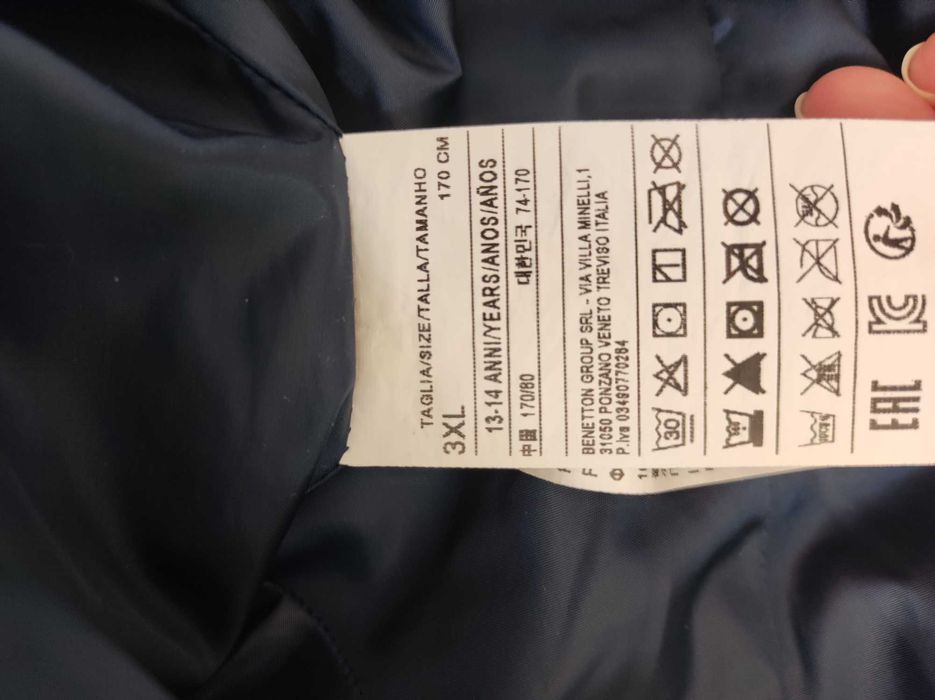 TAGLIA/SIZE/TALLA/TAMANHO
3XL 170 CM
13-14 ANNI/YEARS/ANOS/AÑOS
中国 170/80 대한민국 74-170
BENETTON GROUP SRL - VIA VILLA MINELLI,1
31050 PONZANO VENETO TREVISO ITALIA
P.iva 03490770264
30
EAC